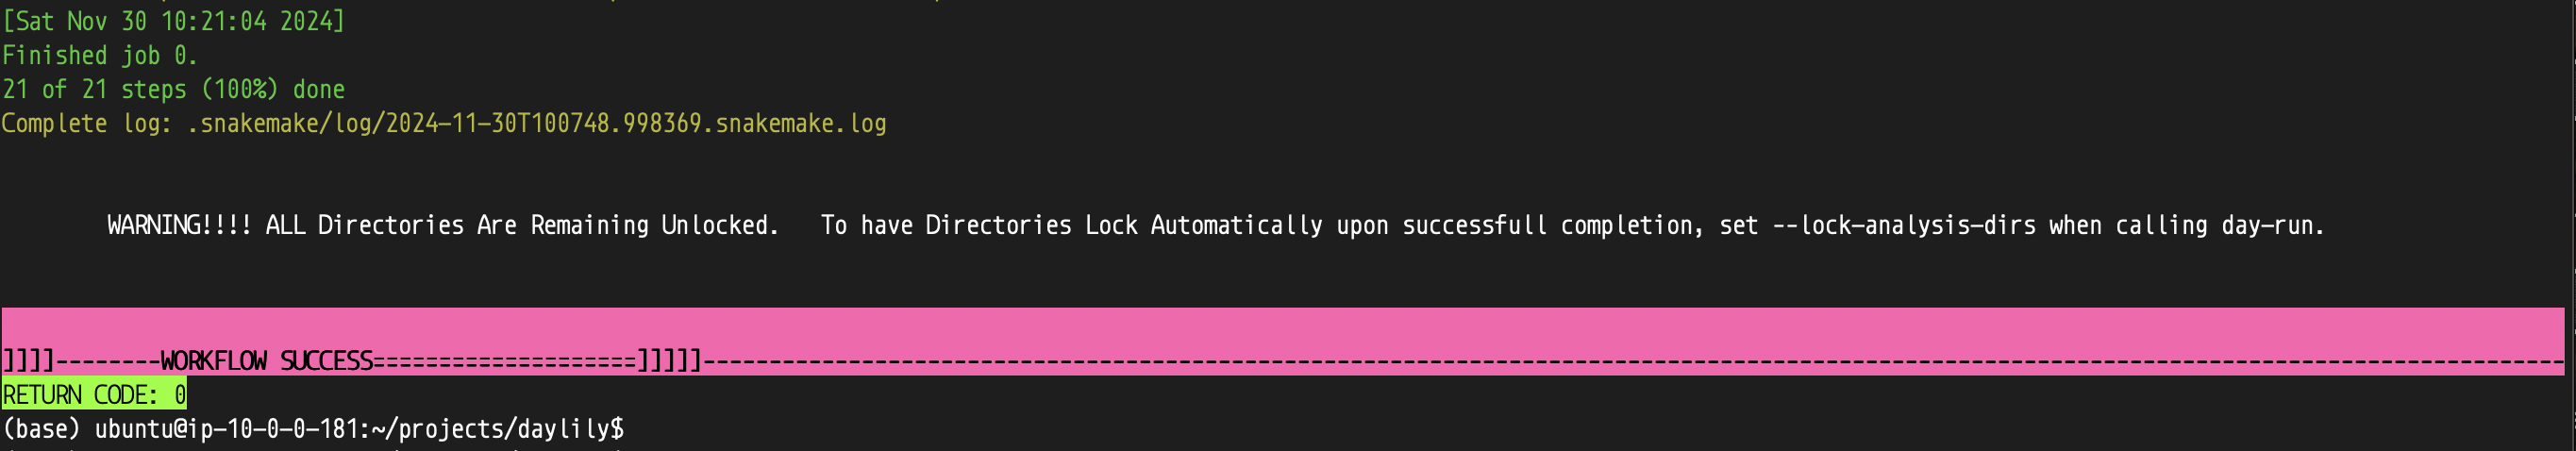 [Sat Nov 30 10:21:04 2024]
Finished job 0.
21 of 21 steps (100%) done
Complete log: .snakemake/log/2024-11-30T100748.998369.snakemake.log
WARNING!!!! ALL Directories Are Remaining Unlocked.   To have Directories Lock Automatically upon successfull completion, set --lock-analysis-dirs when calling day-run.
]]]]--------WORKFLOW SUCCESS====================]]]]]----------------------------------------------------------------------------------------------------------------------------------------------
RETURN CODE: 0
(base) ubuntu@ip-10-0-0-181:~/projects/daylily$